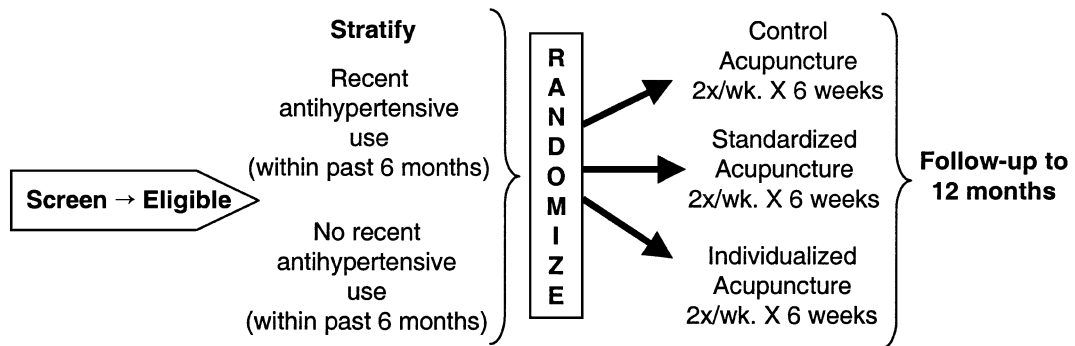 Screen → Eligible
Stratify
Recent
antihypertensive
use
(within past 6 months)
No recent
antihypertensive
use
(within past 6 months)
RANDOMIZE
Control
Acupuncture
2x/wk. X 6 weeks
Standardized
Acupuncture
2x/wk. X 6 weeks
Individualized
Acupuncture
2x/wk. X 6 weeks
Follow-up to
12 months